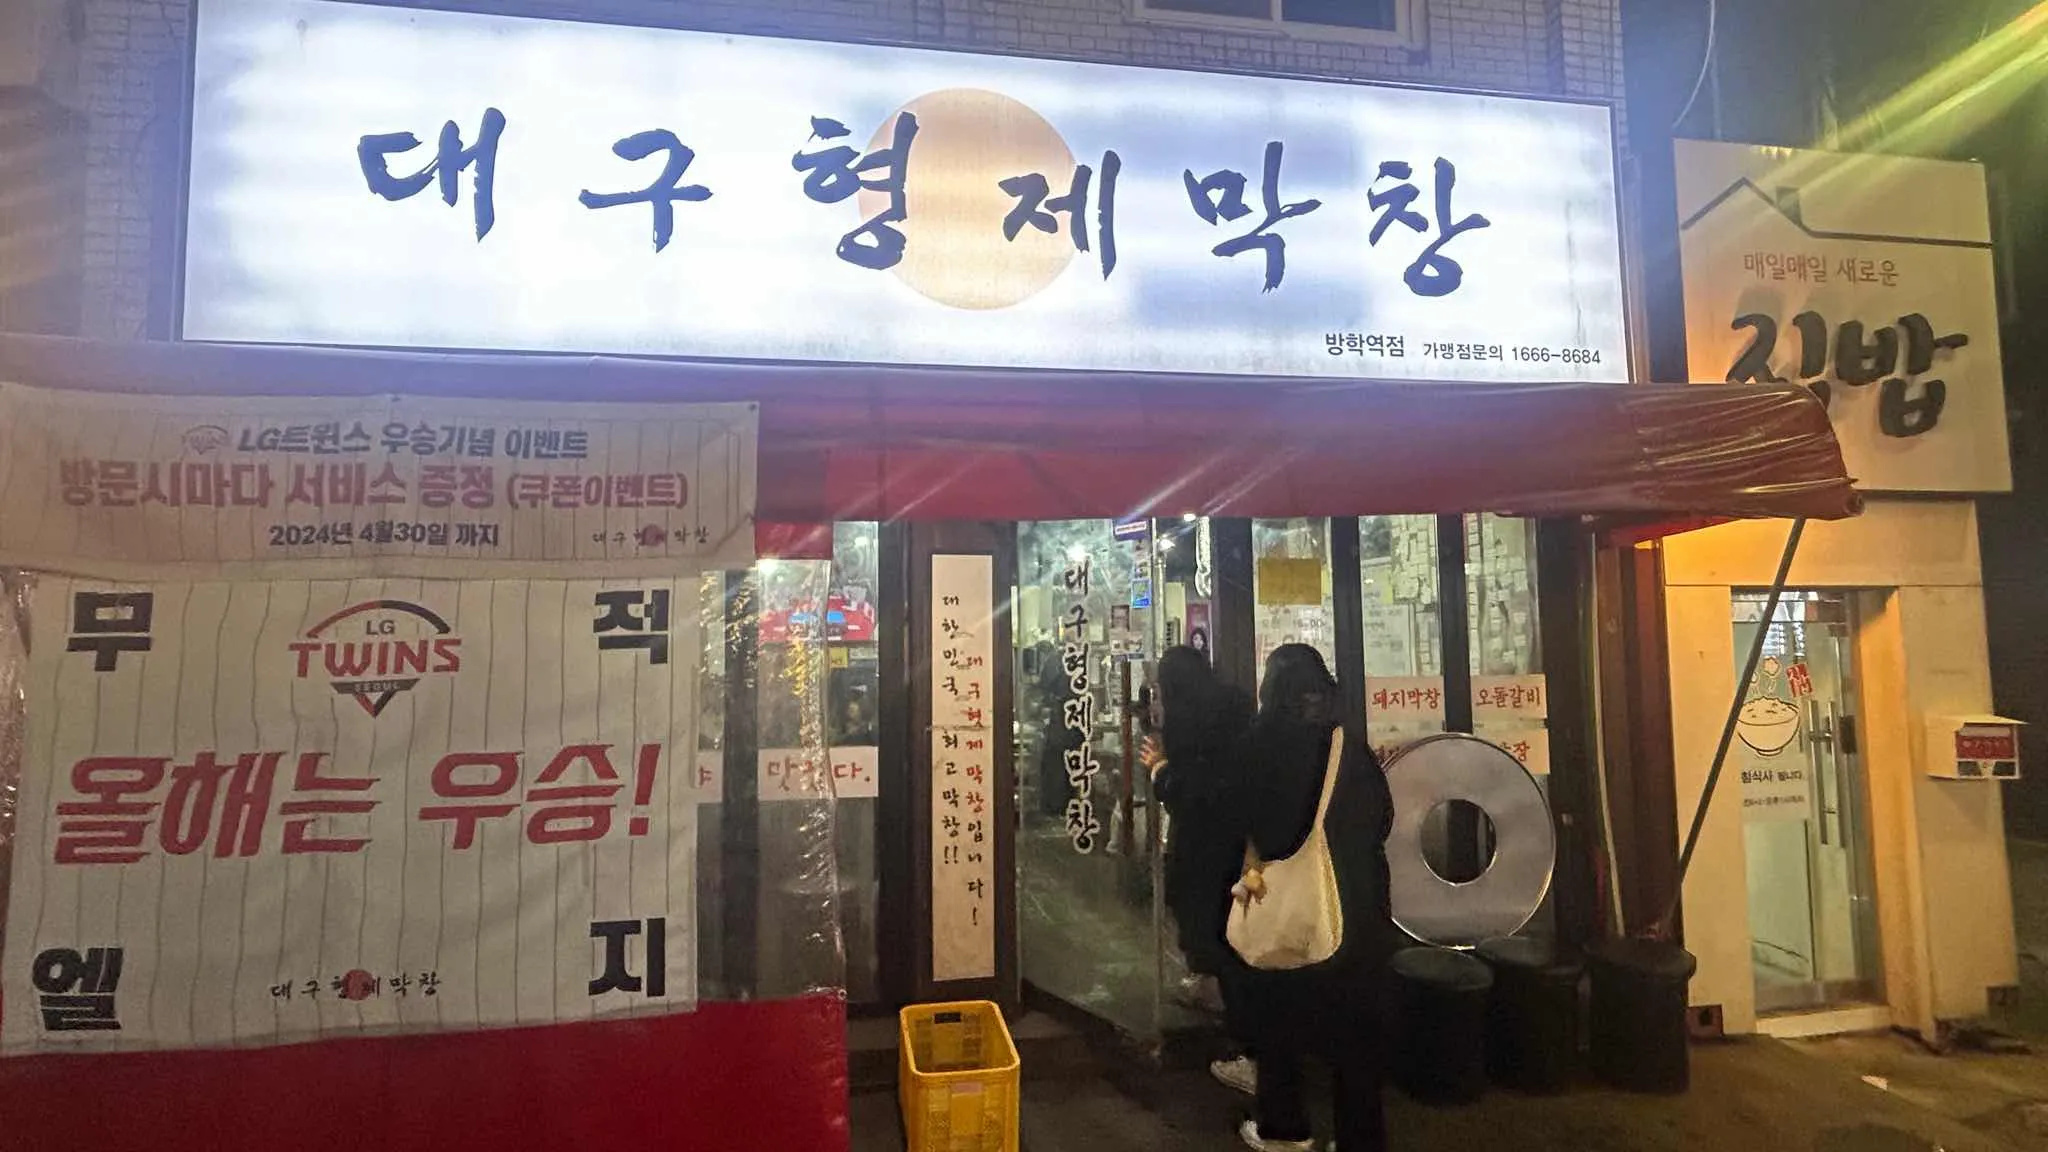 대구형제막창
방학역점 가맹점문의 1666-8684
매일매일 새로운
집밥
LG트윈스 우승기념 이벤트
방문시마다 서비스 증정 (쿠폰이벤트)
2024년 4월30일 까지
대구형제막창
무적
LG
TWINS
SEOUL
올해는 우승!
엘지
대구형제막창
맛있다.
대한민국 최고막창!!
대구형제막창입니다!
대구형제막창
돼지막창
오돌갈비